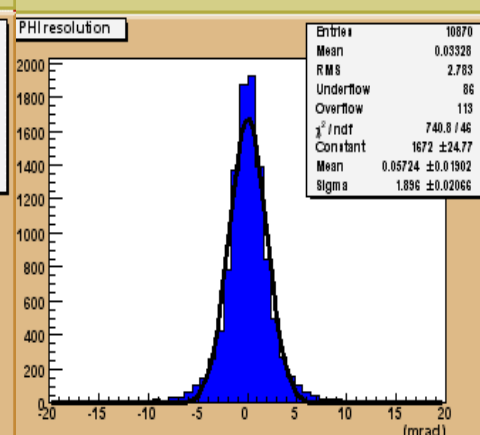 PHI resolution
Entries 10870
Mean 0.03328
RMS 2.783
Underflow 86
Overflow 113
χ² / ndf 740.8 / 46
Constant 1672 ±24.77
Mean 0.05724 ±0.01902
Sigma 1.896 ±0.02066
2000
1800
1600
1400
1200
1000
800
600
400
200
0
-20 -15 -10 -5 0 5 10 15 20
(mrad)